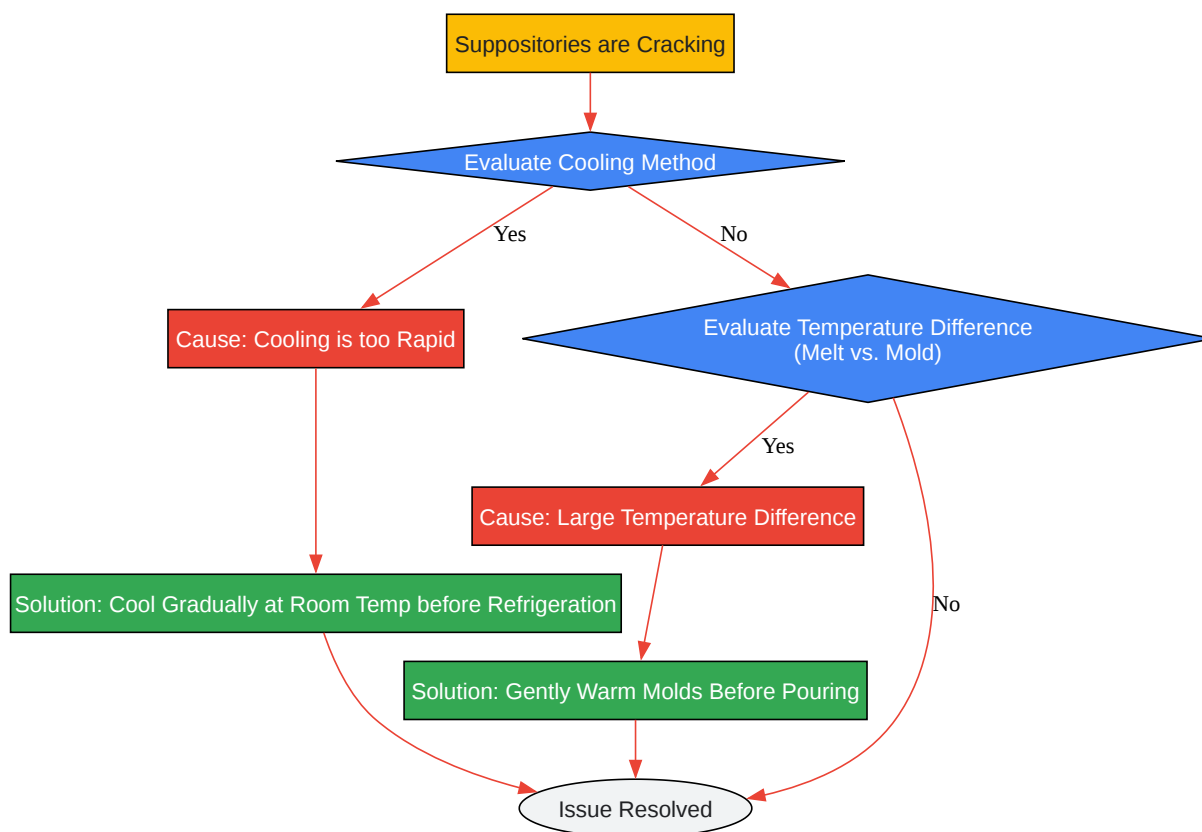 Suppositories are Cracking
Evaluate Cooling Method
Yes
No
Cause: Cooling is too Rapid
Evaluate Temperature Difference
(Melt vs. Mold)
Yes
Cause: Large Temperature Difference
Solution: Cool Gradually at Room Temp before Refrigeration
No
Solution: Gently Warm Molds Before Pouring
Issue Resolved